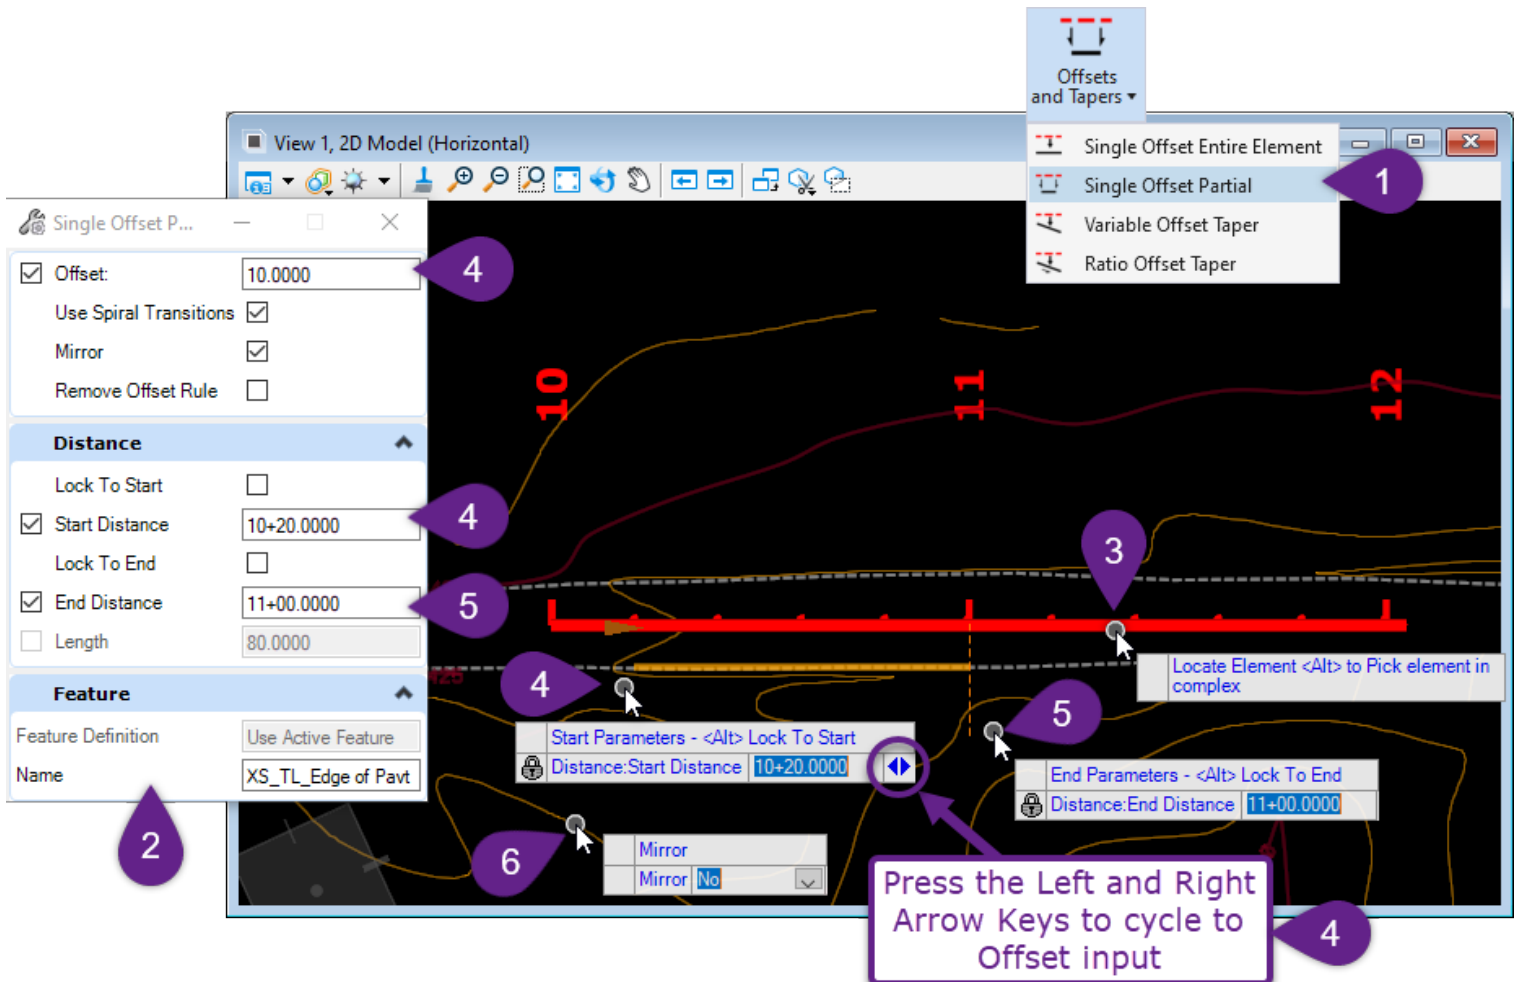 Offsets
and Tapers
Single Offset Entire Element
Single Offset Partial
Variable Offset Taper
Ratio Offset Taper
1
View 1, 2D Model (Horizontal)
Single Offset P...
Offset: 10.0000
4
Use Spiral Transitions
Mirror
Remove Offset Rule
Distance
Lock To Start
Start Distance 10+20.0000
4
Lock To End
End Distance 11+00.0000
5
Length 80.0000
Feature
Feature Definition Use Active Feature
Name XS_TL_Edge of Pavt
2
10
11
12
3
Locate Element <Alt> to Pick element in
complex
4
Start Parameters - <Alt> Lock To Start
Distance:Start Distance 10+20.0000
5
End Parameters - <Alt> Lock To End
Distance:End Distance 11+00.0000
6
Mirror
Mirror No
Press the Left and Right
Arrow Keys to cycle to
Offset input
4